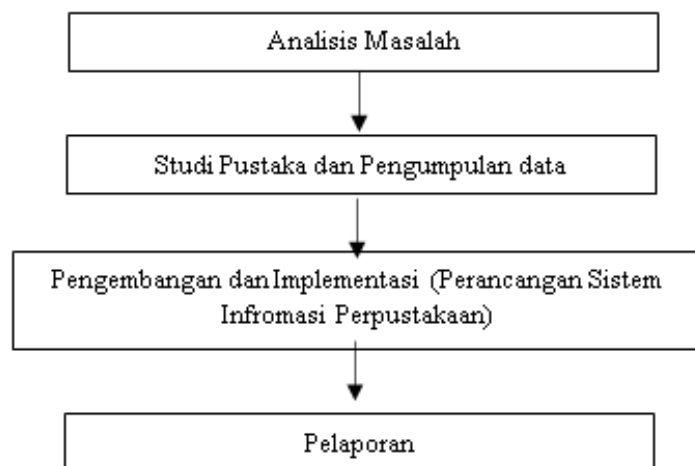 Analisis Masalah
Studi Pustaka dan Pengumpulan data
Pengembangan dan Implementasi (Perancangan Sistem
Infromasi Perpustakaan)
Pelaporan